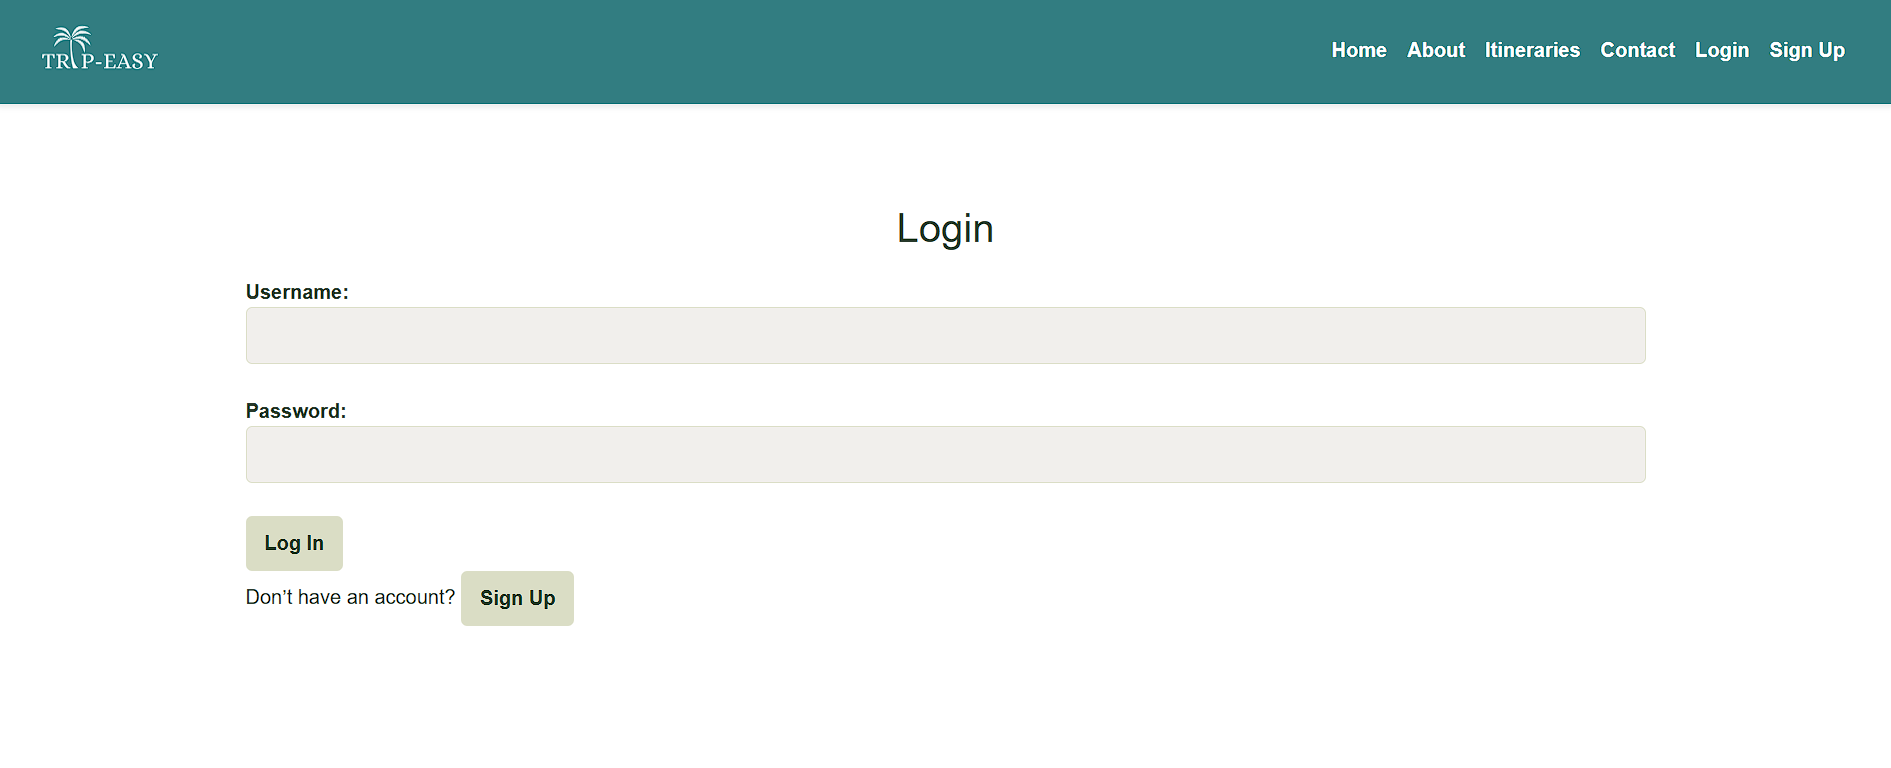 TRIP-EASY
Home About Itineraries Contact Login Sign Up
Login
Username:
Password:
Log In
Don’t have an account? Sign Up